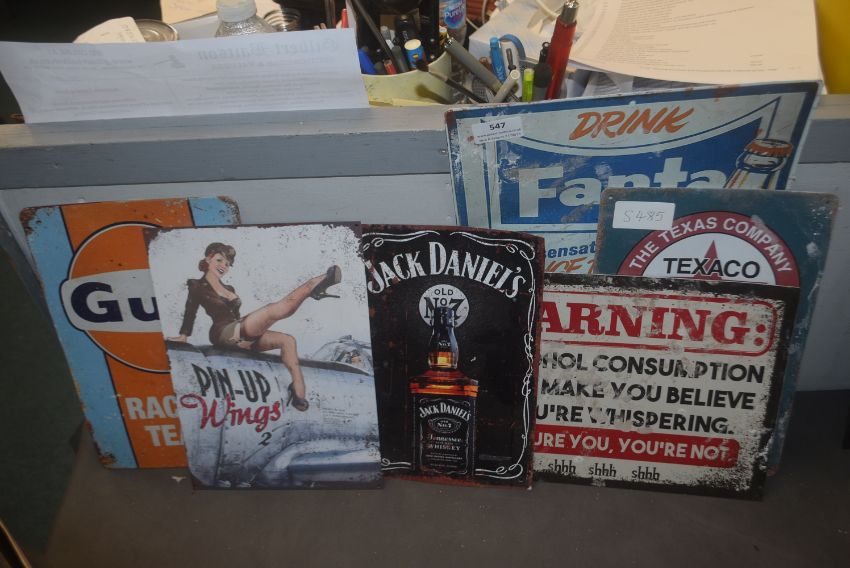 547
DRINK
Fanta
S485
THE TEXAS COMPANY
TEXACO
Gu
RAC
TEA
PIN-UP
Wings
2
JACK DANIEL'S
OLD
No. 7
JACK DANIEL'S
Tennessee
WHISKEY
ARNING:
HOL CONSUMPTION
MAKE YOU BELIEVE
U'RE WHISPERING.
URE YOU, YOU'RE NOT.
shhh shhh shhh